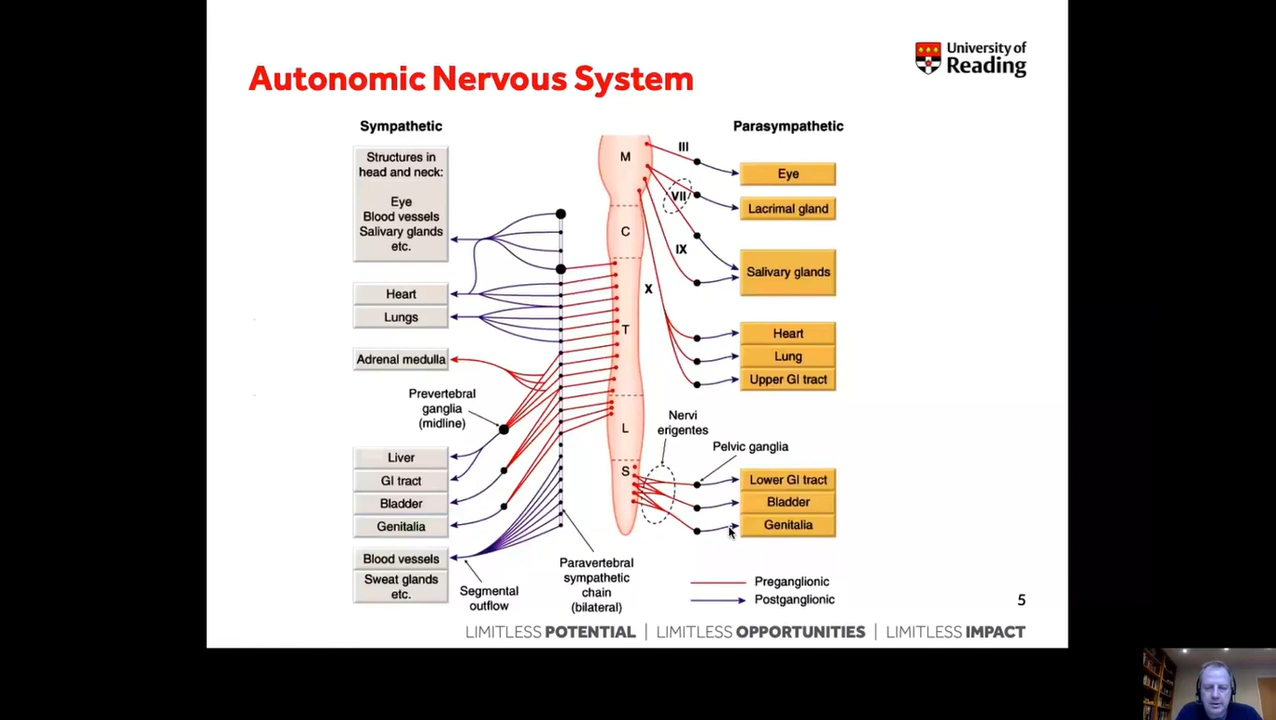 University of
Reading
Autonomic Nervous System
Sympathetic
Structures in
head and neck:
Eye
Blood vessels
Salivary glands
etc.
Heart
Lungs
Adrenal medulla
Prevertebral
ganglia
(midline)
Liver
GI tract
Bladder
Genitalia
Blood vessels
Sweat glands
etc.
Segmental
outflow
Paravertebral
sympathetic
chain
(bilateral)
M
C
T
L
S
Parasympathetic
III
VII
IX
X
Eye
Lacrimal gland
Salivary glands
Heart
Lung
Upper GI tract
Nervi
erigentes
Pelvic ganglia
Lower GI tract
Bladder
Genitalia
Preganglionic
Postganglionic
5
LIMITLESS POTENTIAL | LIMITLESS OPPORTUNITIES | LIMITLESS IMPACT